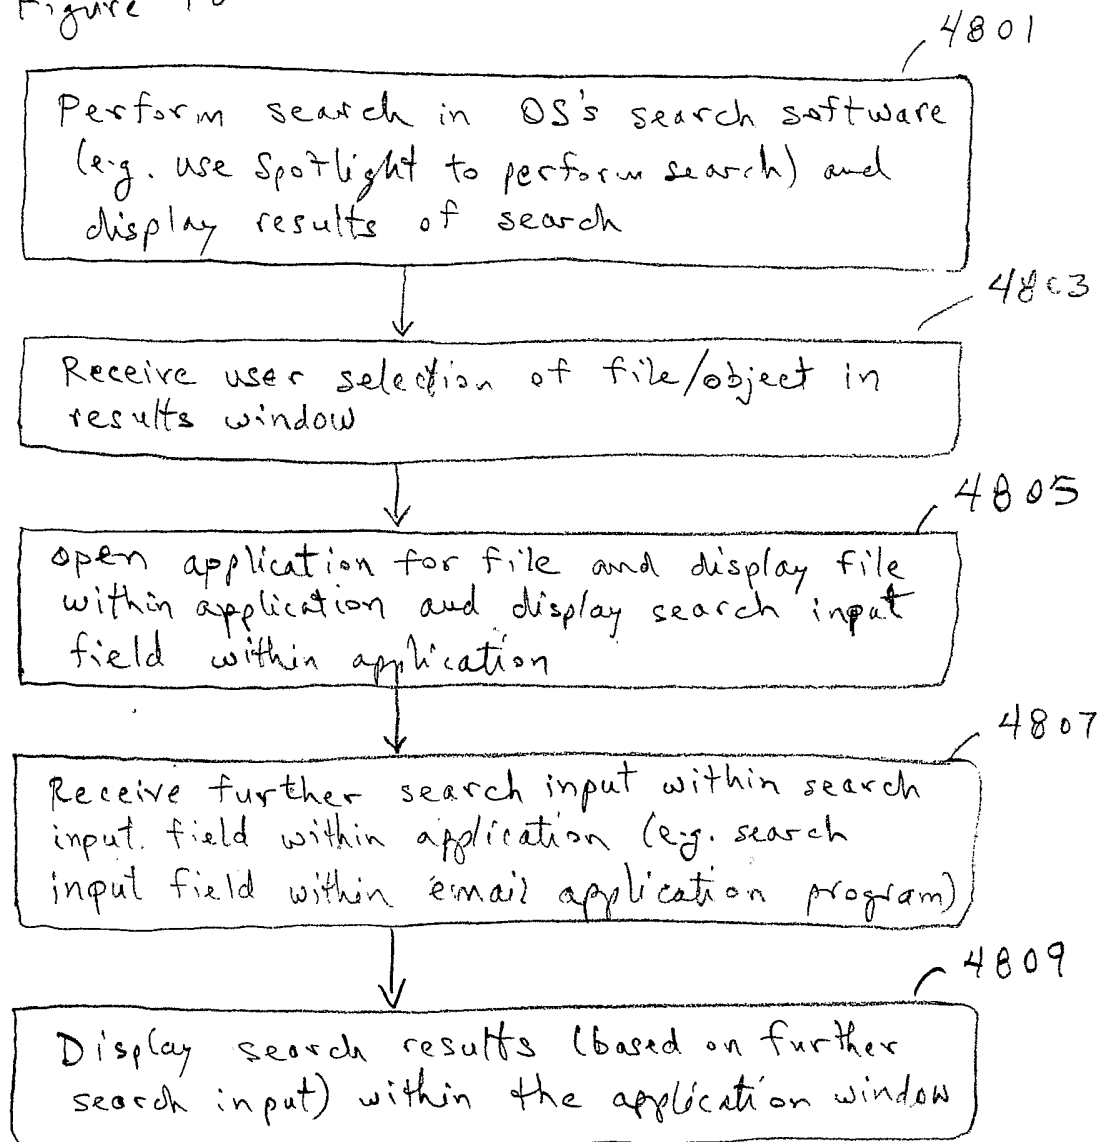 Figure
4801
Perform search in OS's search software
(e.g. use Spotlight to perform search) and
display results of search
4803
Receive user selection of file/object in
results window
4805
open application for file and display file
within application and display search input
field within application
4807
Receive further search input within search
input field within application (e.g. search
input field within email application program)
4809
Display search results (based on further
search input) within the application window